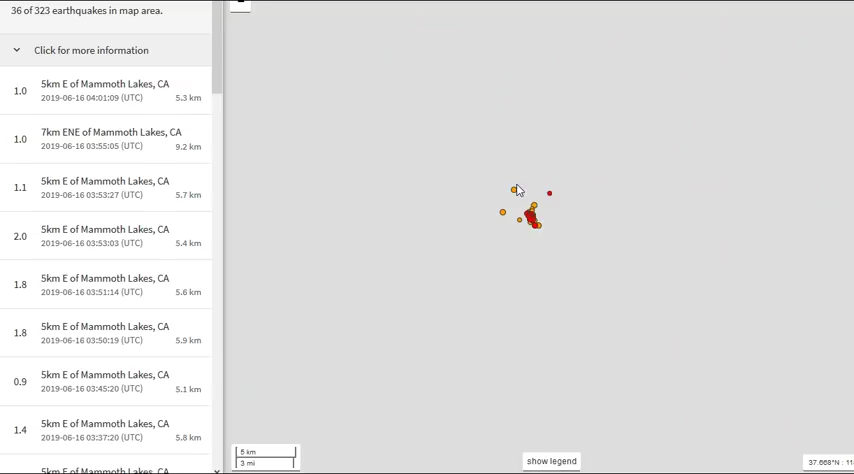 36 of 323 earthquakes in map area.
Click for more information
1.0
5km E of Mammoth Lakes, CA
2019-06-16 04:01:09 (UTC) 5.3 km
1.0
7km ENE of Mammoth Lakes, CA
2019-06-16 03:55:05 (UTC) 9.2 km
1.1
5km E of Mammoth Lakes, CA
2019-06-16 03:53:27 (UTC) 5.7 km
2.0
5km E of Mammoth Lakes, CA
2019-06-16 03:53:03 (UTC) 5.4 km
1.8
5km E of Mammoth Lakes, CA
2019-06-16 03:51:14 (UTC) 5.6 km
1.8
5km E of Mammoth Lakes, CA
2019-06-16 03:50:19 (UTC) 5.9 km
0.9
5km E of Mammoth Lakes, CA
2019-06-16 03:45:20 (UTC) 5.1 km
1.4
5km E of Mammoth Lakes, CA
2019-06-16 03:37:20 (UTC) 5.8 km
5km E of Mammoth Lakes, CA
5 km
3 mi
show legend
37.668°N : 11